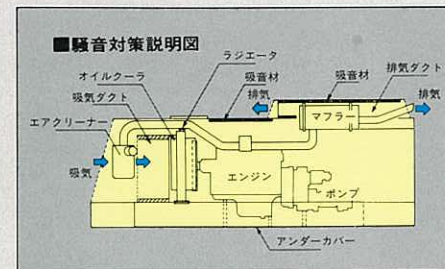 ■騒音対策説明図
ラジエータ
オイルクーラ
吸気ダクト
エアクリーナー
吸音材
排気
吸音材
排気ダクト
排気
マフラー
吸気
エンジン
ポンプ
アンダーカバー